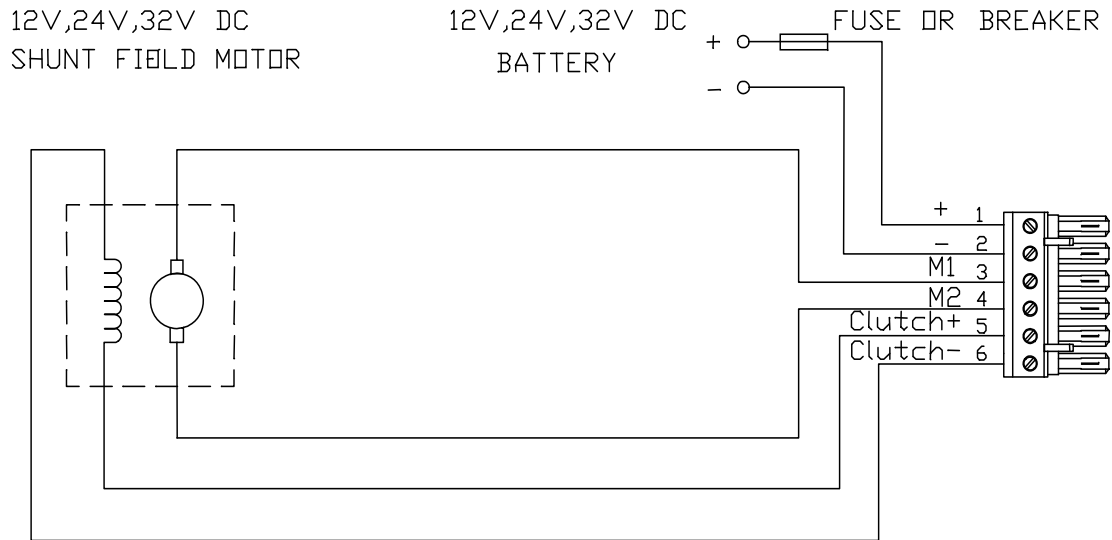 12V,24V,32V DC
SHUNT FIELD MOTOR
12V,24V,32V DC
BATTERY
FUSE OR BREAKER
+
-
+ 1
- 2
M1 3
M2 4
Clutch+ 5
Clutch- 6